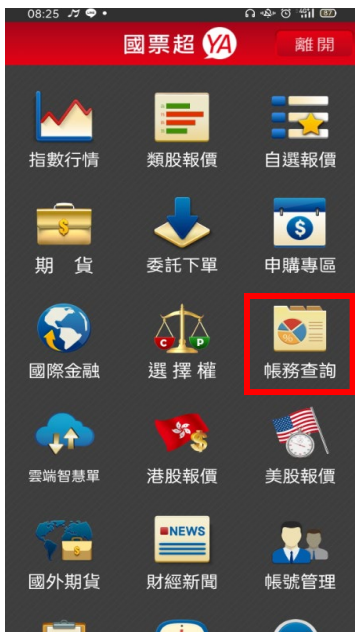 08:25
87
國票超 YA
離開
指數行情
類股報價
自選報價
期 貨
委託下單
申購專區
國際金融
選擇權
帳務查詢
雲端智慧單
港股報價
美股報價
NEWS
國外期貨
財經新聞
帳號管理